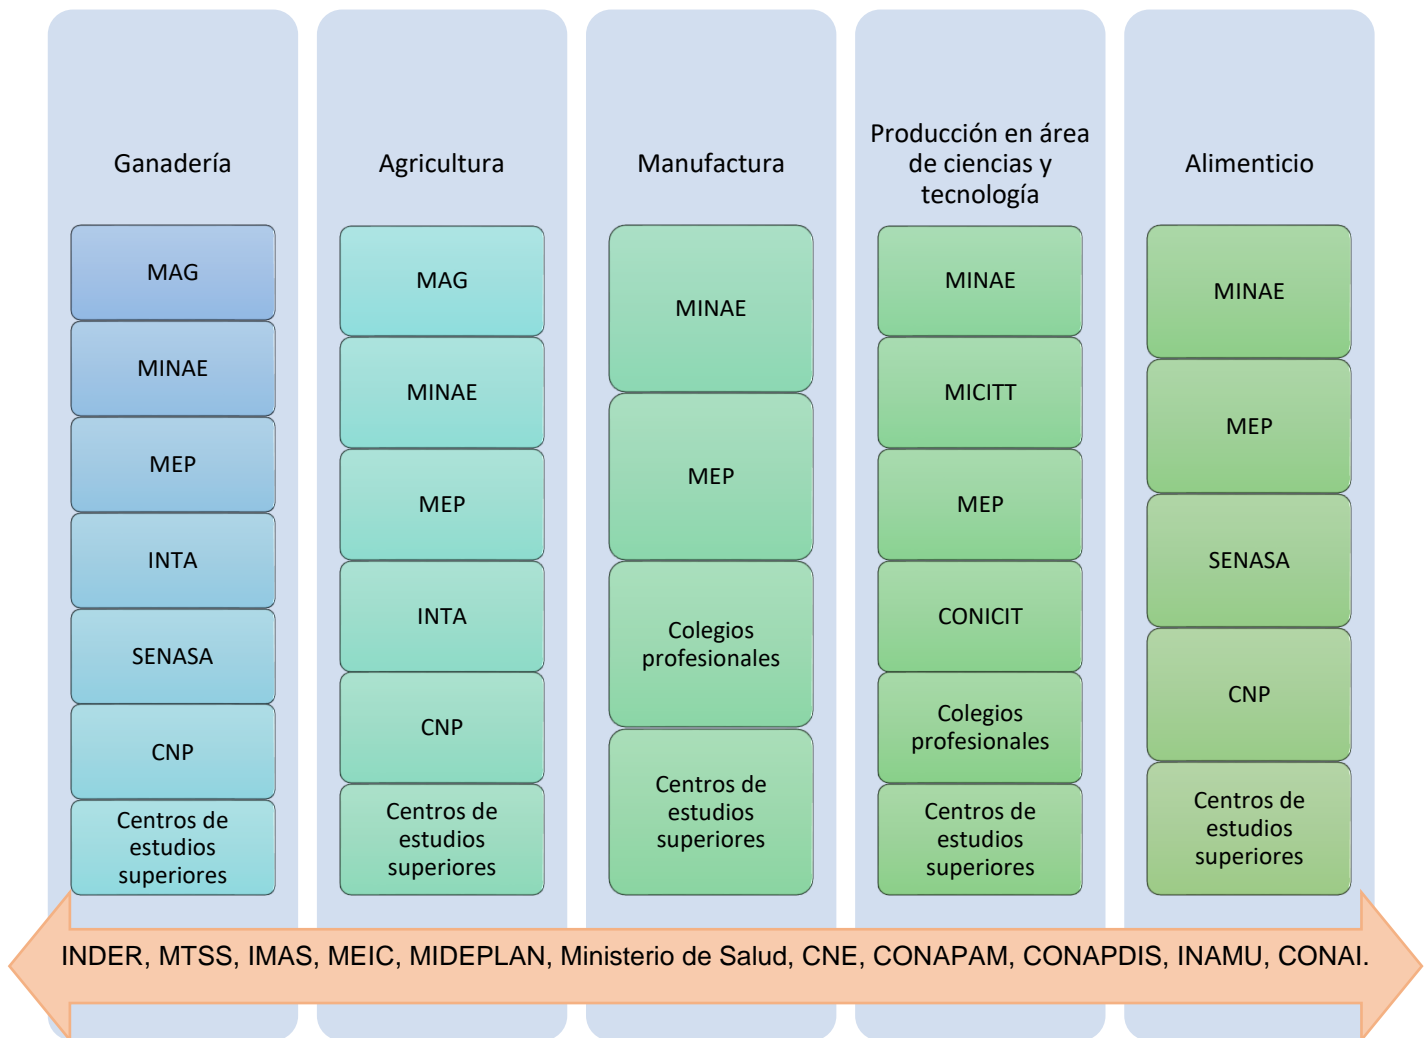 Ganadería
MAG
MINAE
MEP
INTA
SENASA
CNP
Centros de
estudios
superiores
Agricultura
MAG
MINAE
MEP
INTA
CNP
Centros de
estudios
superiores
Manufactura
MINAE
MEP
Colegios
profesionales
Centros de
estudios
superiores
Producción en área
de ciencias y
tecnología
MINAE
MICITT
MEP
CONICIT
Colegios
profesionales
Centros de
estudios
superiores
Alimenticio
MINAE
MEP
SENASA
CNP
Centros de
estudios
superiores
INDER, MTSS, IMAS, MEIC, MIDEPLAN, Ministerio de Salud, CNE, CONAPAM, CONAPDIS, INAMU, CONAI.